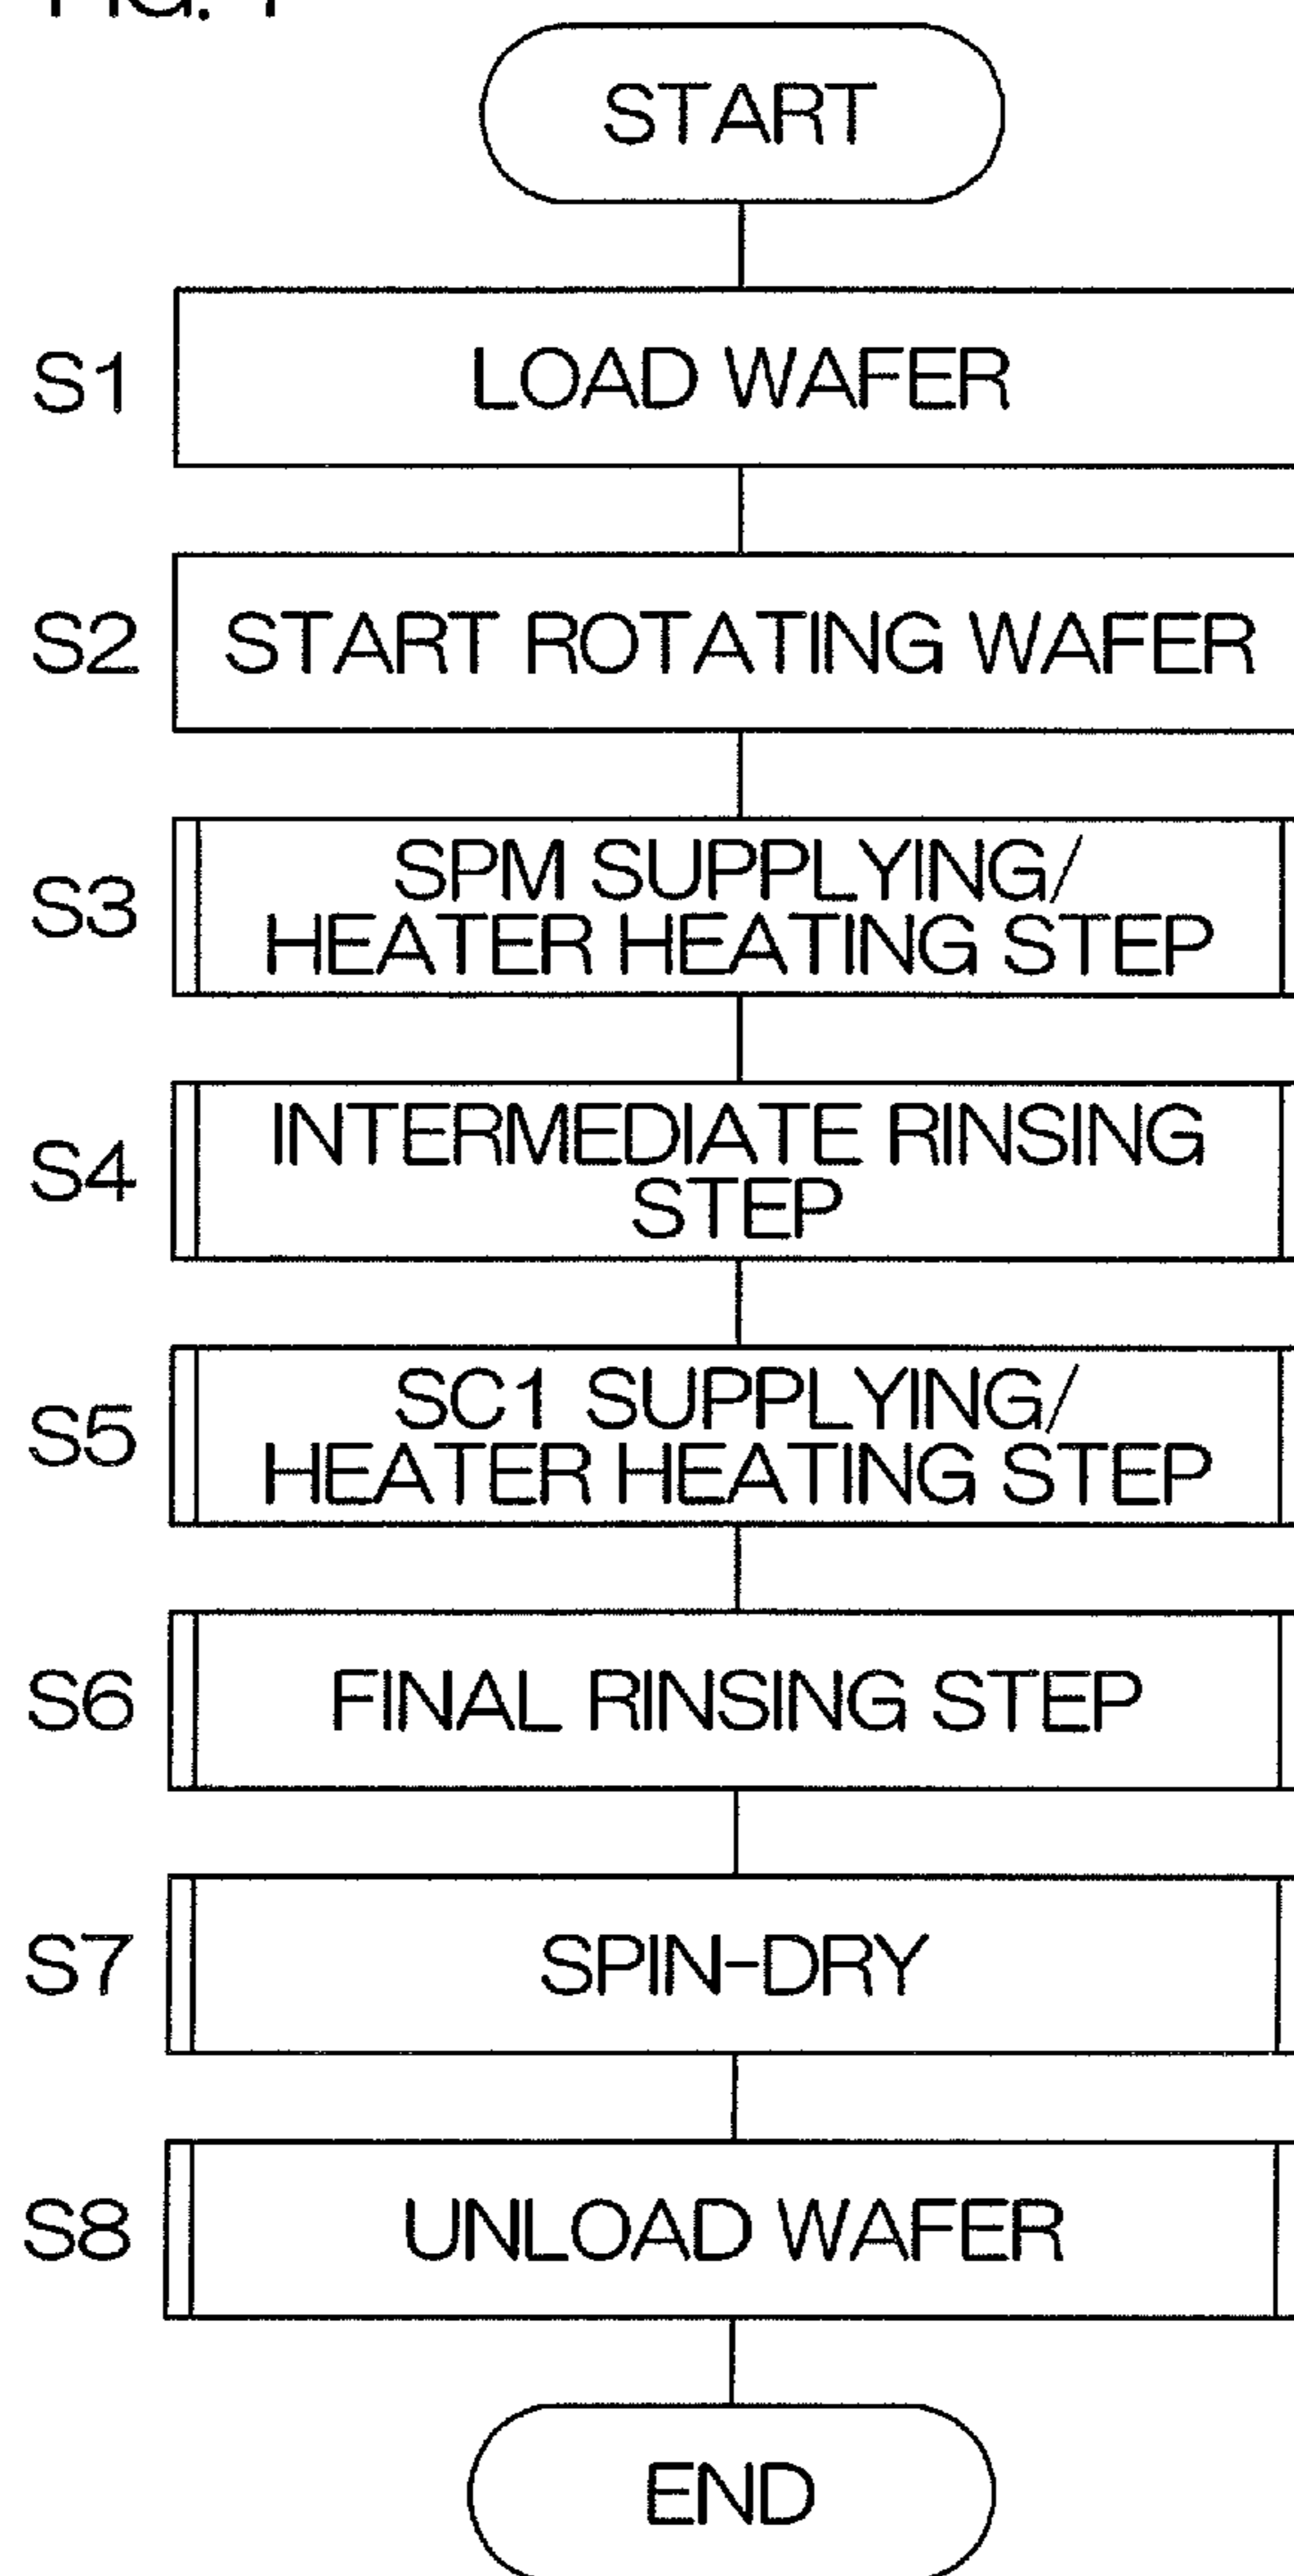 START
S1
LOAD WAFER
S2
START ROTATING WAFER
S3
SPM SUPPLYING/
HEATER HEATING STEP
S4
INTERMEDIATE RINSING
STEP
S5
SC1 SUPPLYING/
HEATER HEATING STEP
S6
FINAL RINSING STEP
S7
SPIN-DRY
S8
UNLOAD WAFER
END